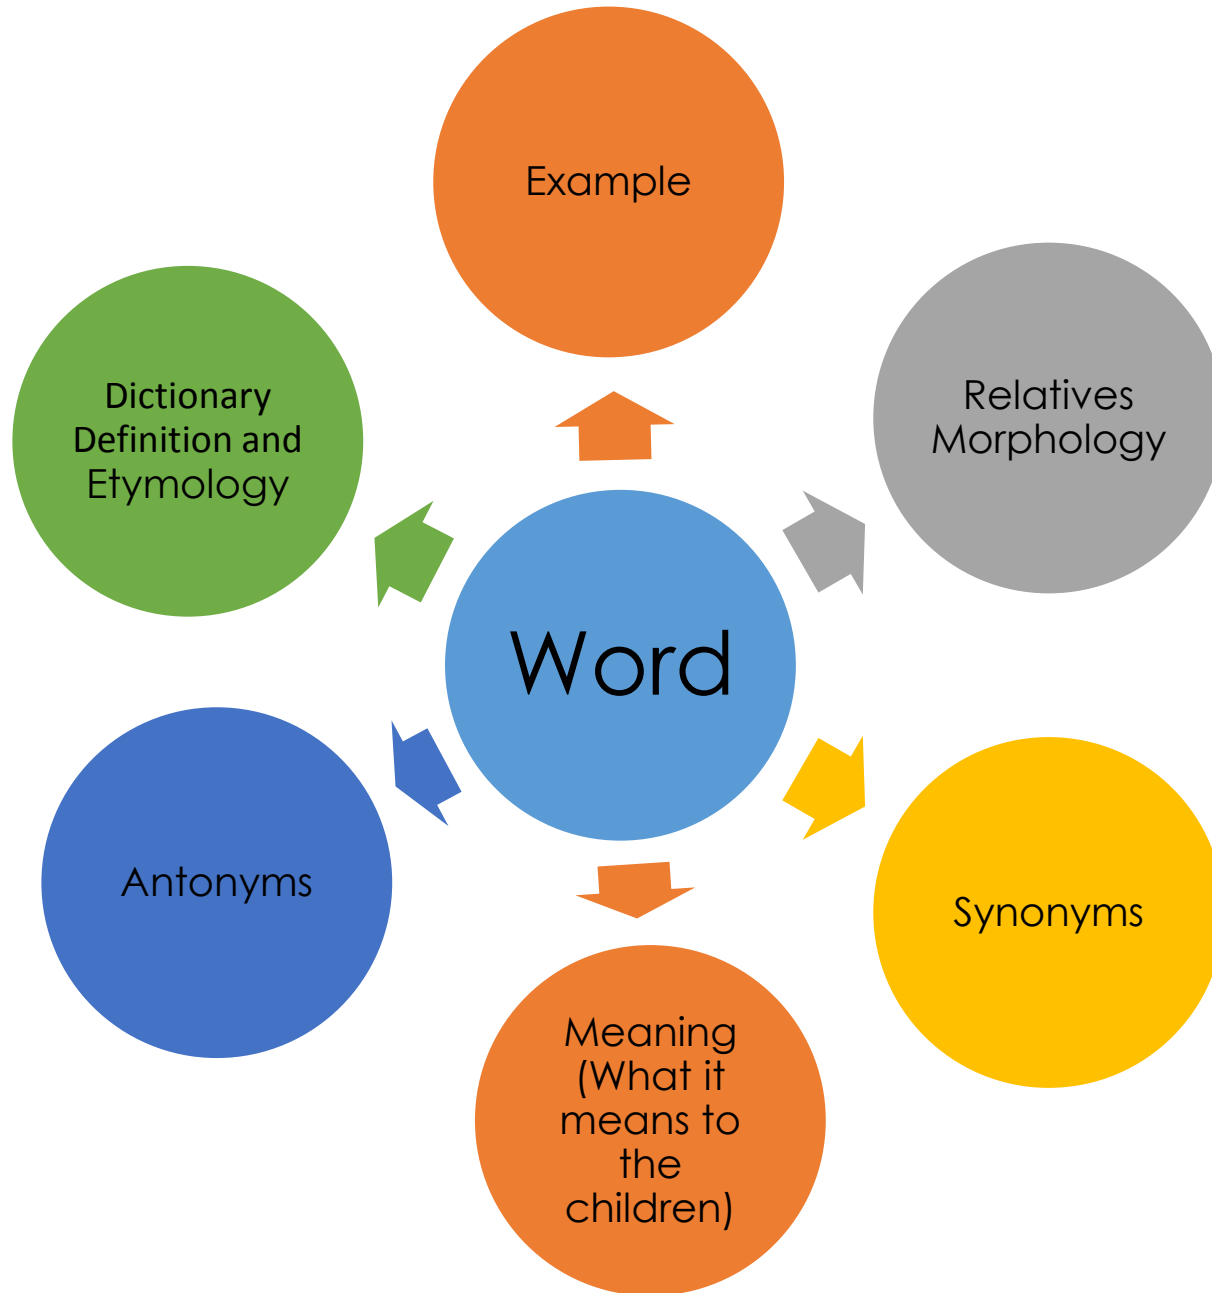 Example
Relatives
Morphology
Dictionary
Definition and
Etymology
Word
Antonyms
Synonyms
Meaning
(What it
means to
the
children)